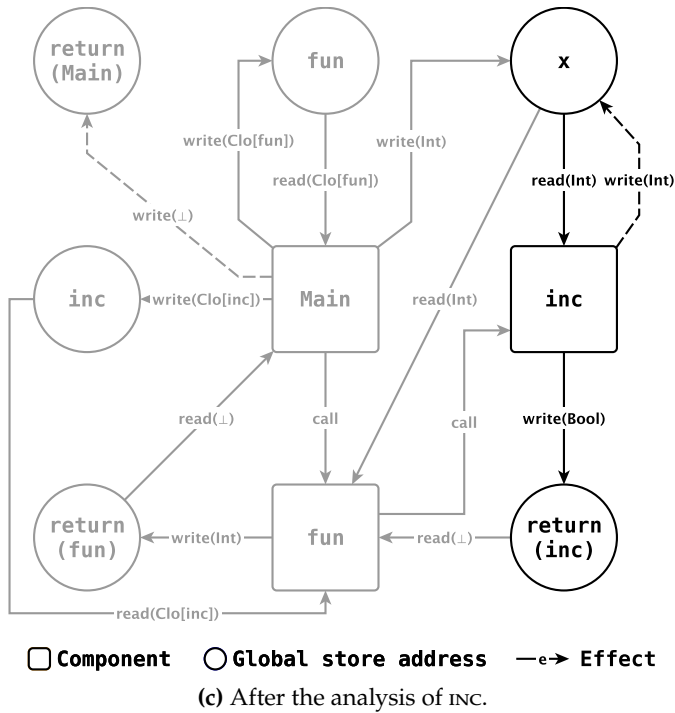 return
(Main)
fun
x
write(Clo[fun])
write(Int)
read(Clo[fun])
read(Int)
write(Int)
write(⊥)
inc
write(Clo[inc])
Main
read(Int)
inc
read(⊥)
call
call
write(Bool)
return
(fun)
write(Int)
fun
read(⊥)
return
(inc)
read(Clo[inc])
Component
Global store address
e
Effect
(c) After the analysis of INC.